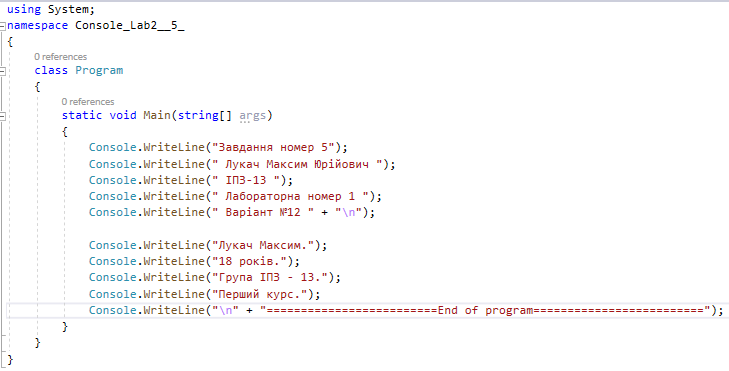 using System;
namespace Console_Lab2__5_
{
0 references
class Program
{
0 references
static void Main(string[] args)
{
Console.WriteLine("Завдання номер 5");
Console.WriteLine(" Лукач Максим Юрійович ");
Console.WriteLine(" ІПЗ-13 ");
Console.WriteLine(" Лабораторна номер 1 ");
Console.WriteLine(" Варіант №12 " + "\n");
Console.WriteLine("Лукач Максим.");
Console.WriteLine("18 років.");
Console.WriteLine("Група ІПЗ - 13.");
Console.WriteLine("Перший курс.");
Console.WriteLine("\n" + "=========================End of program=========================");
}
}
}